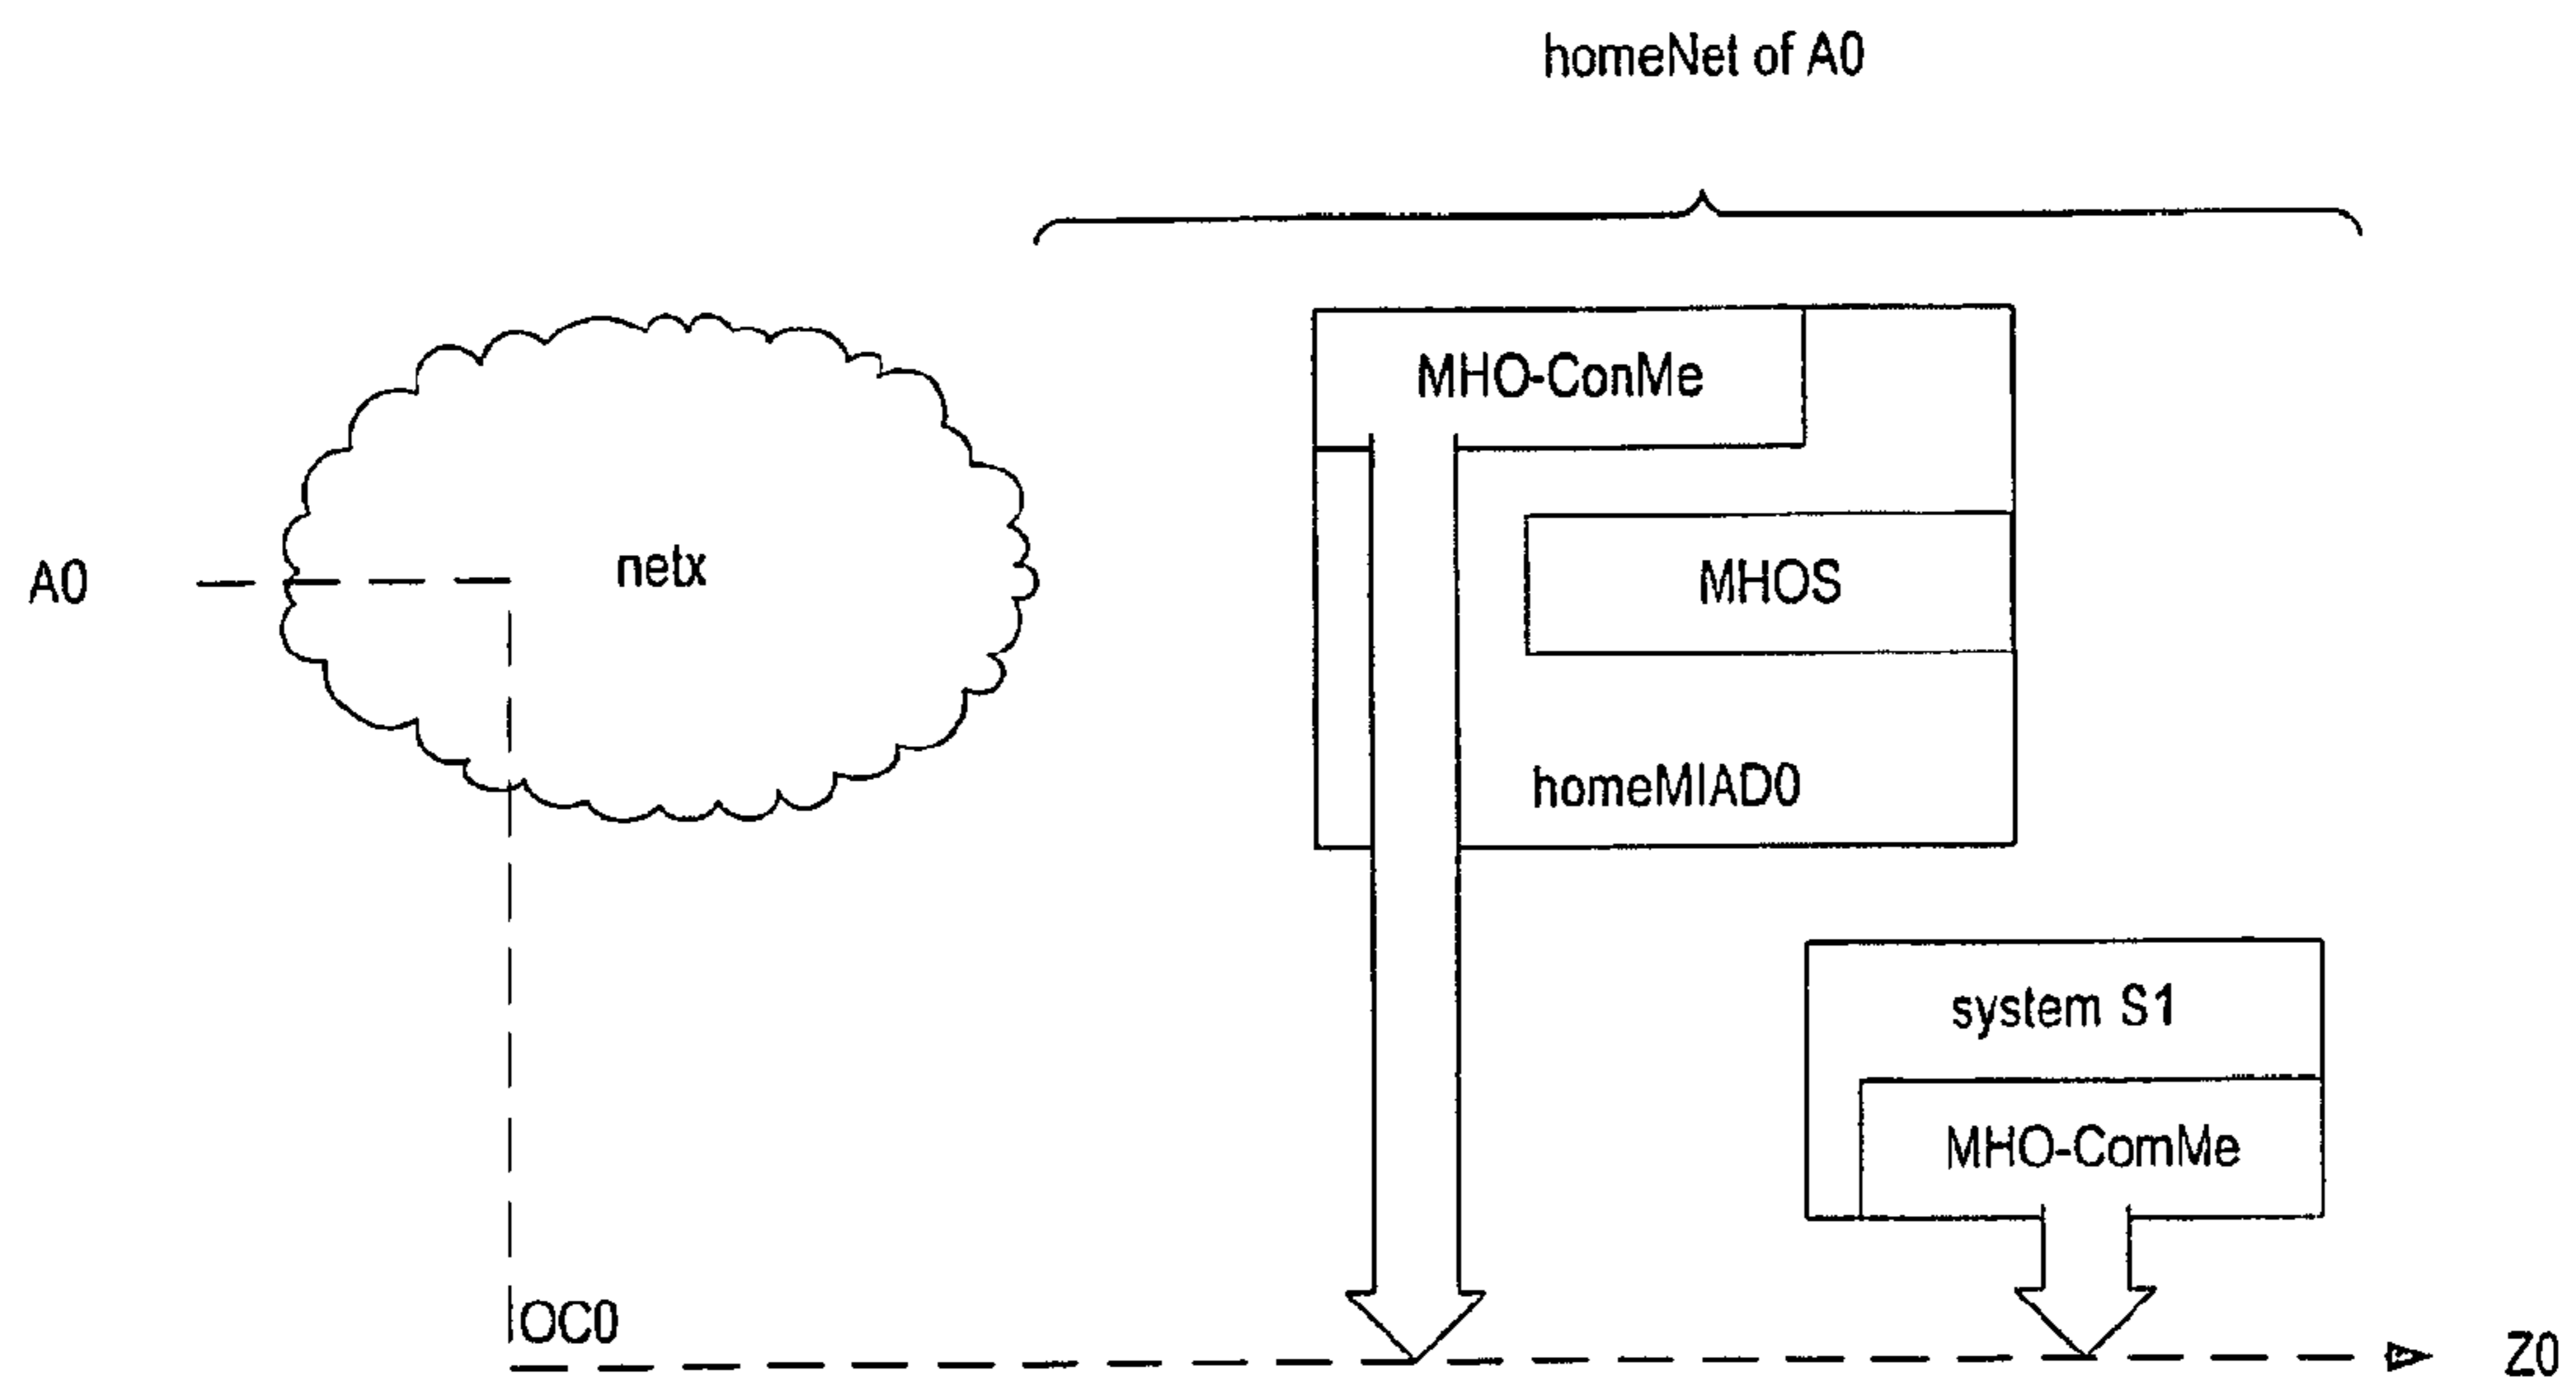 homeNet of A0
MHO-ConMe
A0
netx
MHOS
homeMIAD0
system S1
MHO-ComMe
OC0
Z0